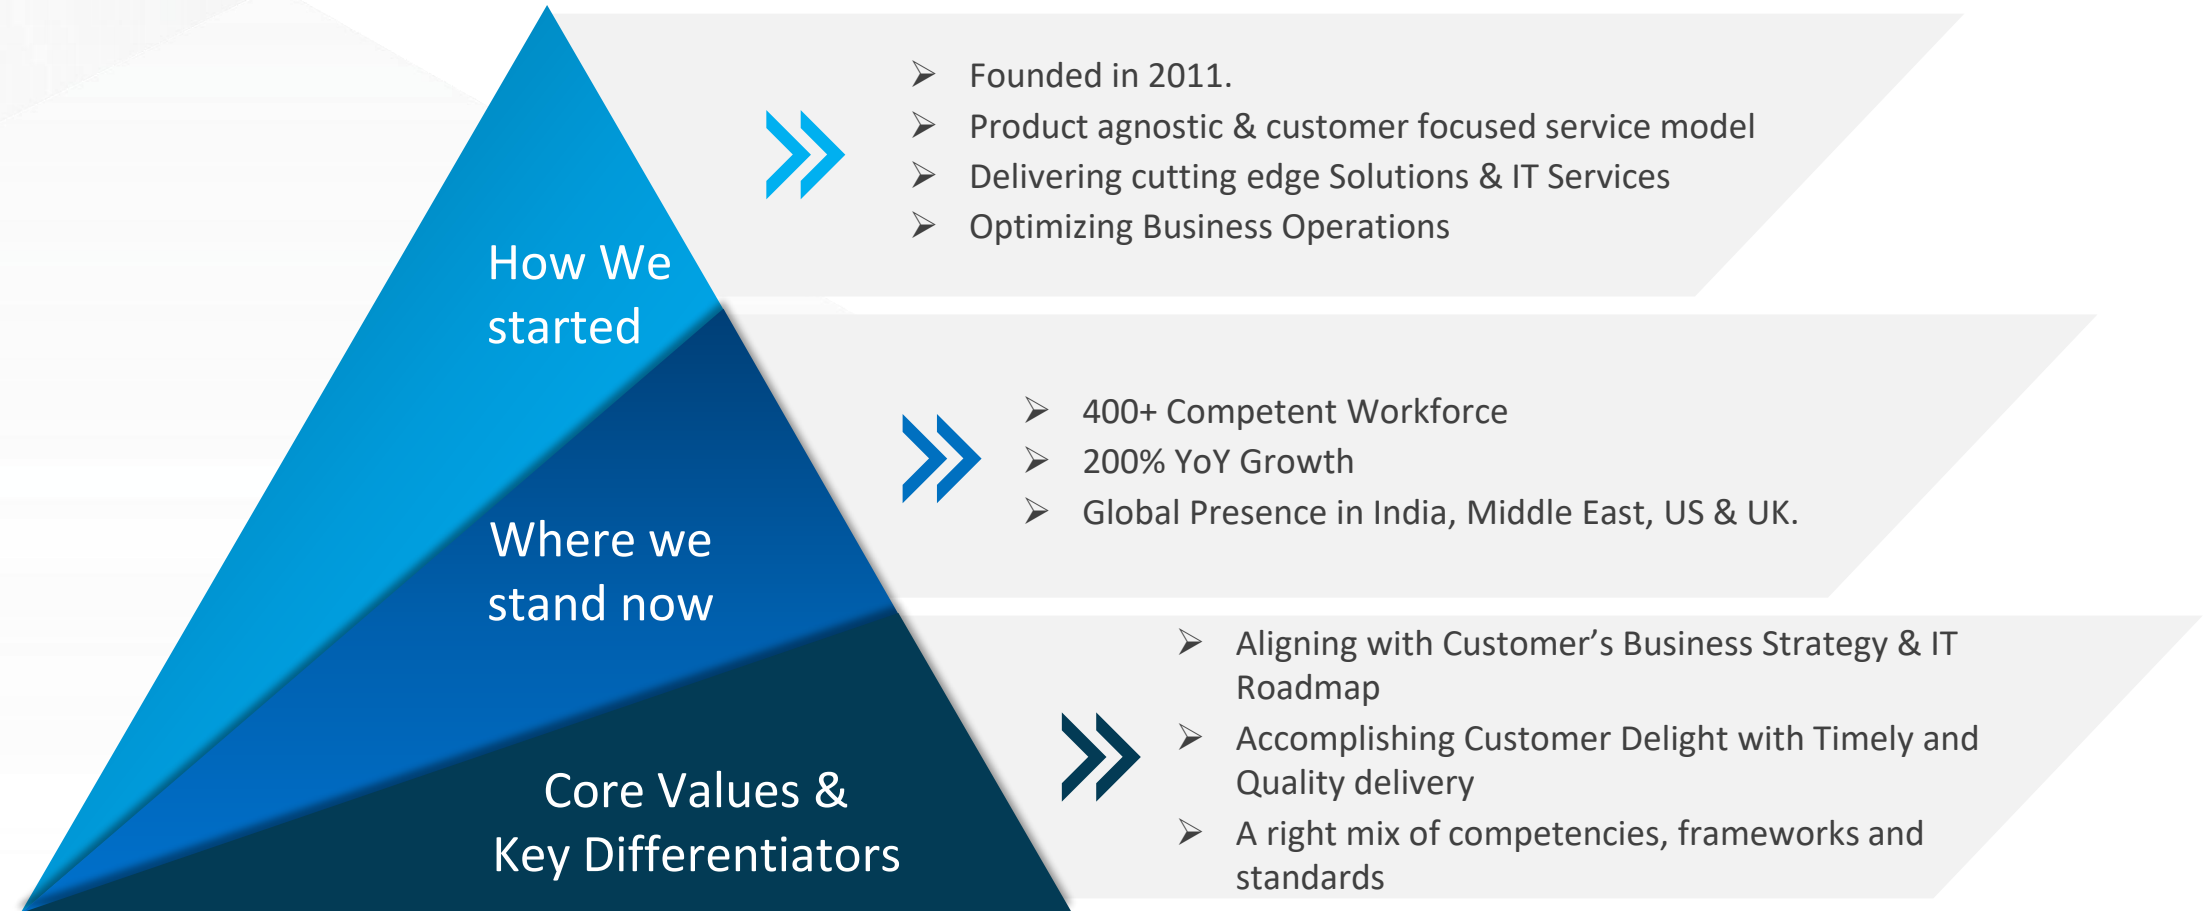 How We
started
➢ Founded in 2011.
➢ Product agnostic & customer focused service model
➢ Delivering cutting edge Solutions & IT Services
➢ Optimizing Business Operations
Where we
stand now
➢ 400+ Competent Workforce
➢ 200% YoY Growth
➢ Global Presence in India, Middle East, US & UK.
Core Values &
Key Differentiators
➢ Aligning with Customer’s Business Strategy & IT
Roadmap
➢ Accomplishing Customer Delight with Timely and
Quality delivery
➢ A right mix of competencies, frameworks and
standards